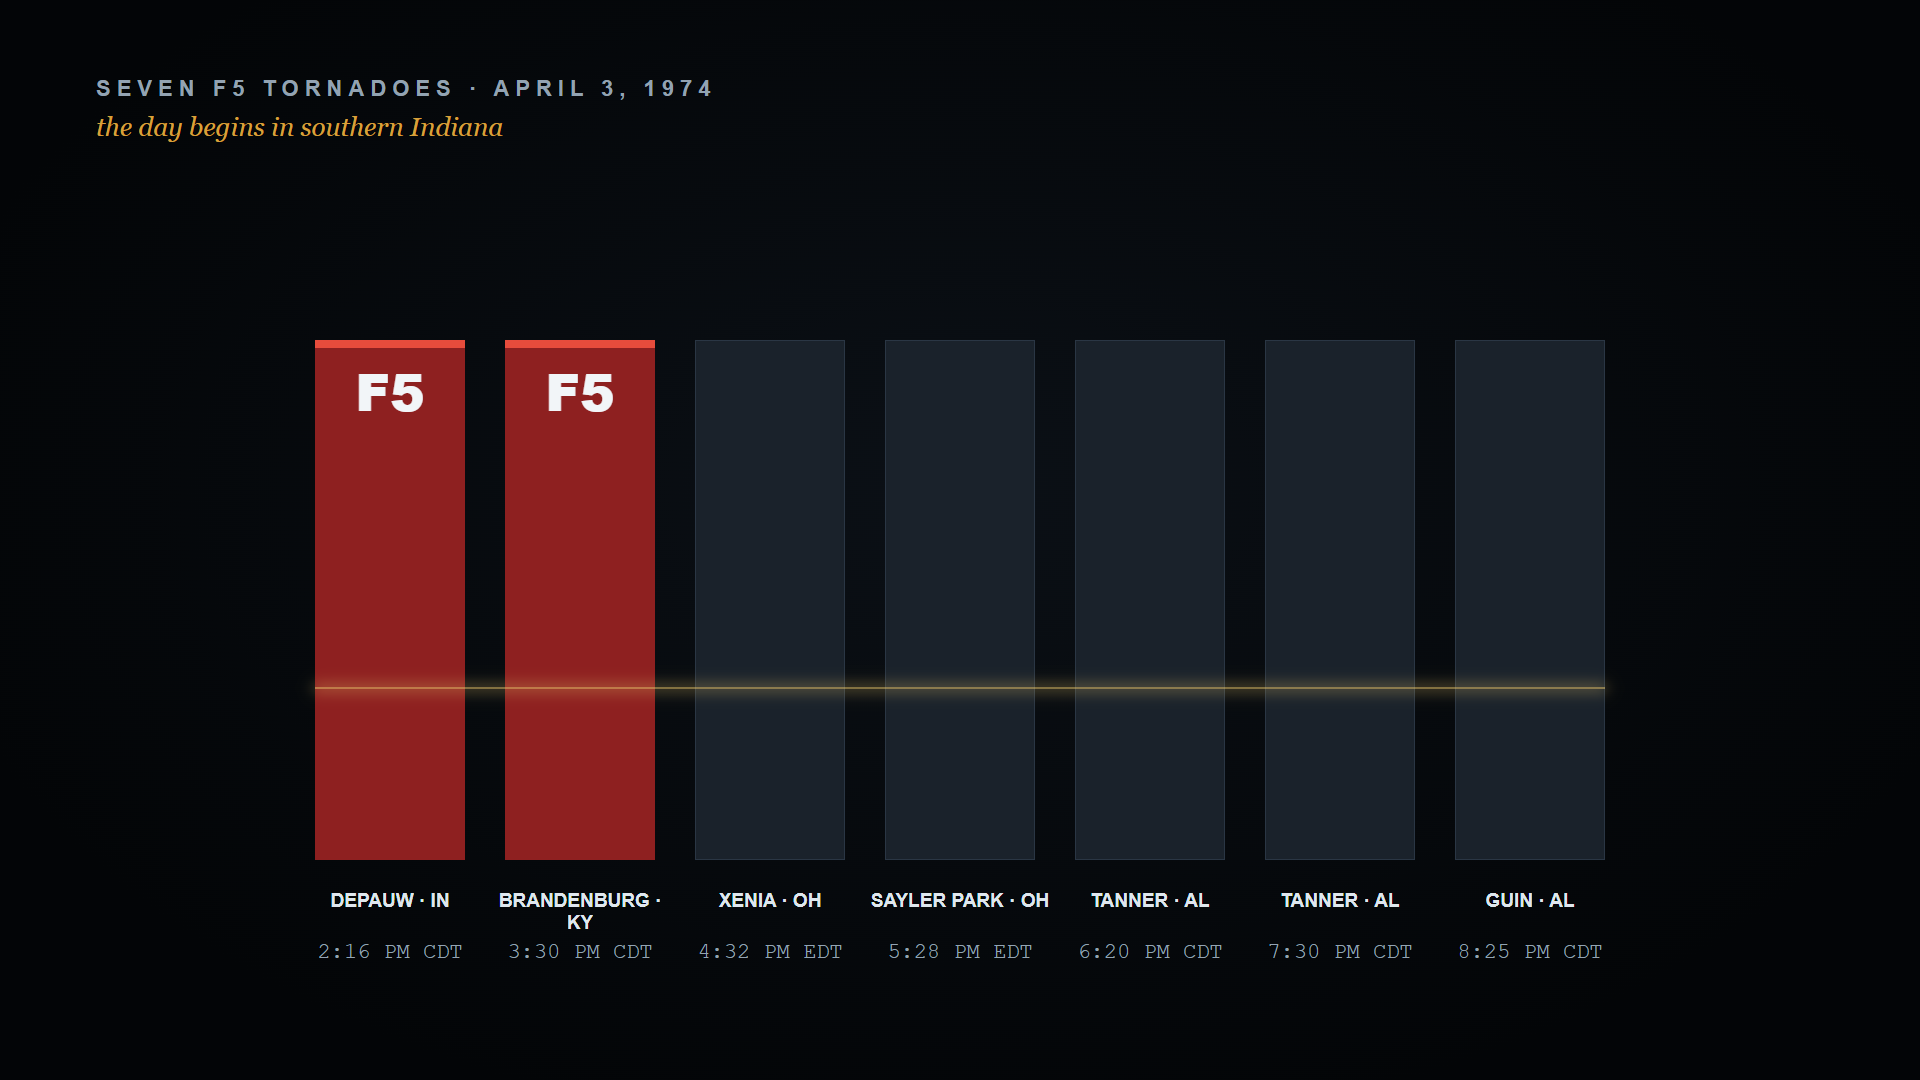 SEVEN F5 TORNADOES · APRIL 3, 1974
the day begins in southern Indiana
F5
F5
DEPAUW · IN
2:16 PM CDT
BRANDENBURG ·
KY
3:30 PM CDT
XENIA · OH
4:32 PM EDT
SAYLER PARK · OH
5:28 PM EDT
TANNER · AL
6:20 PM CDT
TANNER · AL
7:30 PM CDT
GUIN · AL
8:25 PM CDT